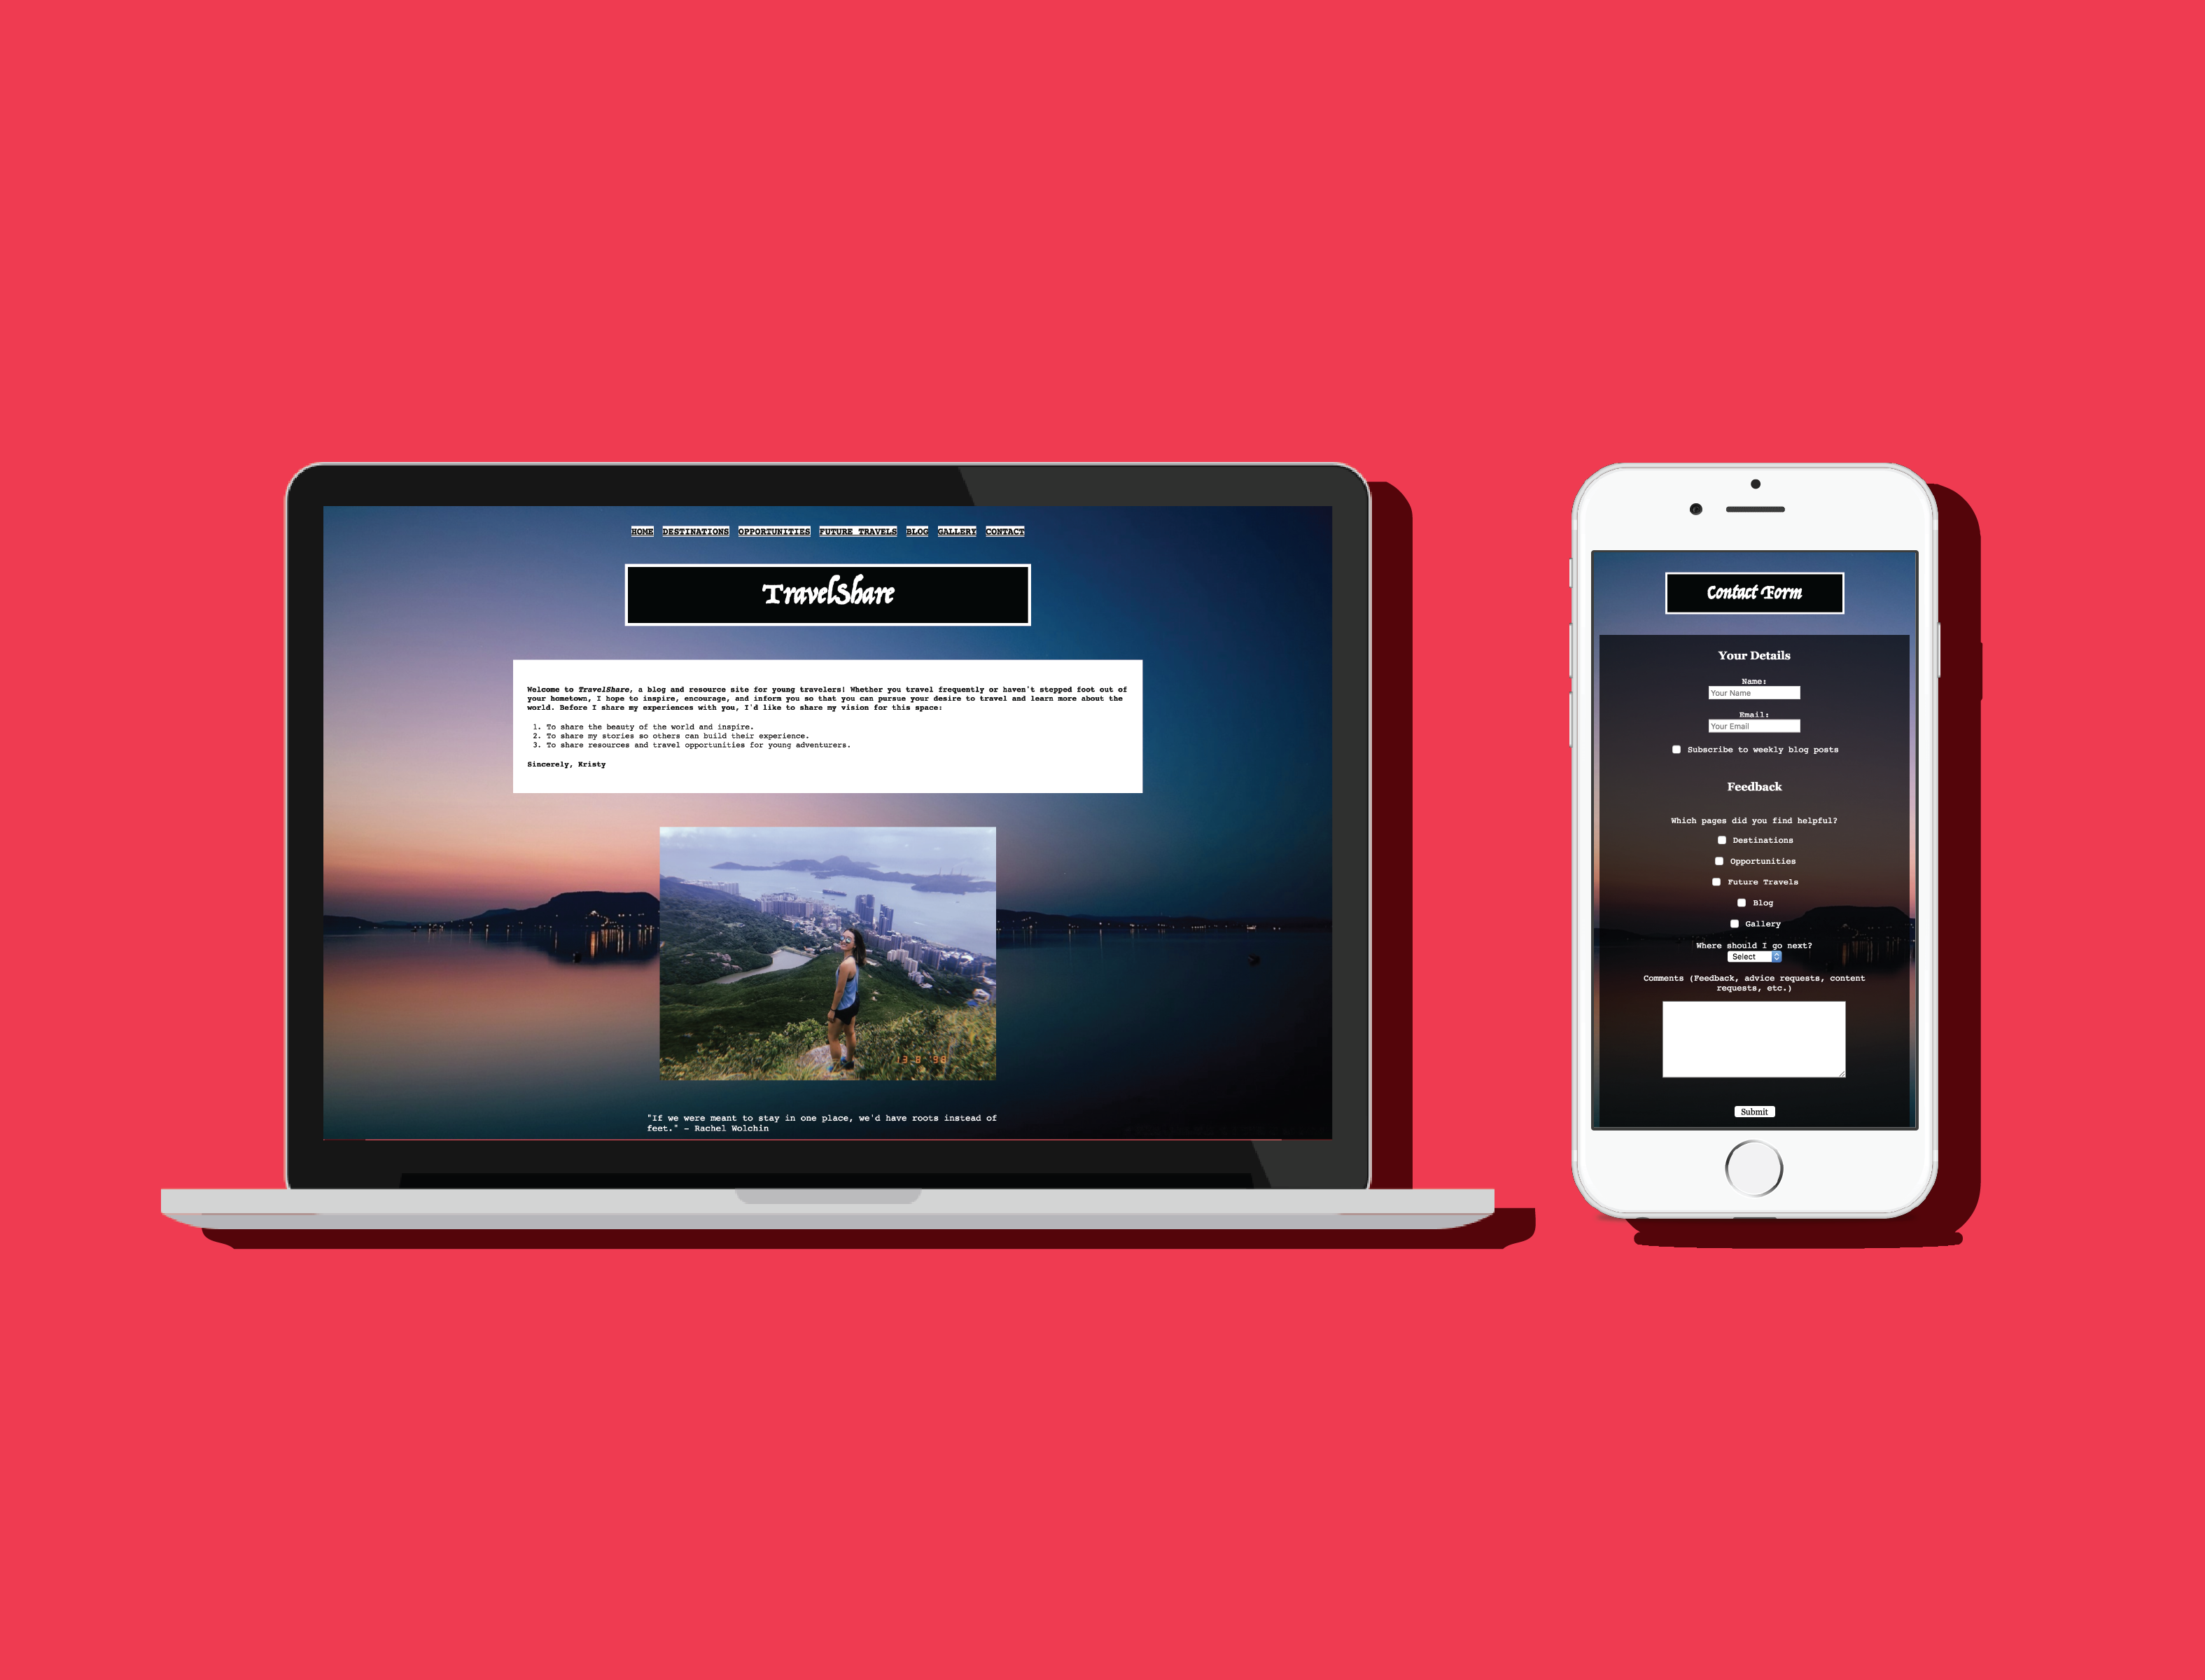 HOME DESTINATIONS OPPORTUNITIES FUTURE TRAVELS BLOG GALLERY CONTACT
TravelShare
Welcome to TravelShare, a blog and resource site for young travelers! Whether you travel frequently or haven't stepped foot out of
your hometown, I hope to inspire, encourage, and inform you so that you can pursue your desire to travel and learn more about the
world. Before I share my experiences with you, I'd like to share my vision for this space:
1. To share the beauty of the world and inspire.
2. To share my stories so others can build their experience.
3. To share resources and travel opportunities for young adventurers.
Sincerely, Kristy
"If we were meant to stay in one place, we'd have roots instead of
feet." - Rachel Wolchin
Contact Form
Your Details
Name:
Your Name
Email:
Your Email
Subscribe to weekly blog posts
Feedback
Which pages did you find helpful?
Destinations
Opportunities
Future Travels
Blog
Gallery
Where should I go next?
Select
Comments (Feedback, advice requests, content
requests, etc.)
Submit